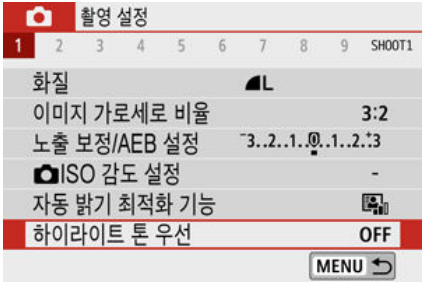 촬영 설정
1 2 3 4 5 6 7 8 9 SHOOT1
화질 L
이미지 가로세로 비율 3:2
노출 보정/AEB 설정 -3..2..1..0..1..2.+3
ISO 감도 설정 -
자동 밝기 최적화 기능
하이라이트 톤 우선 OFF
MENU